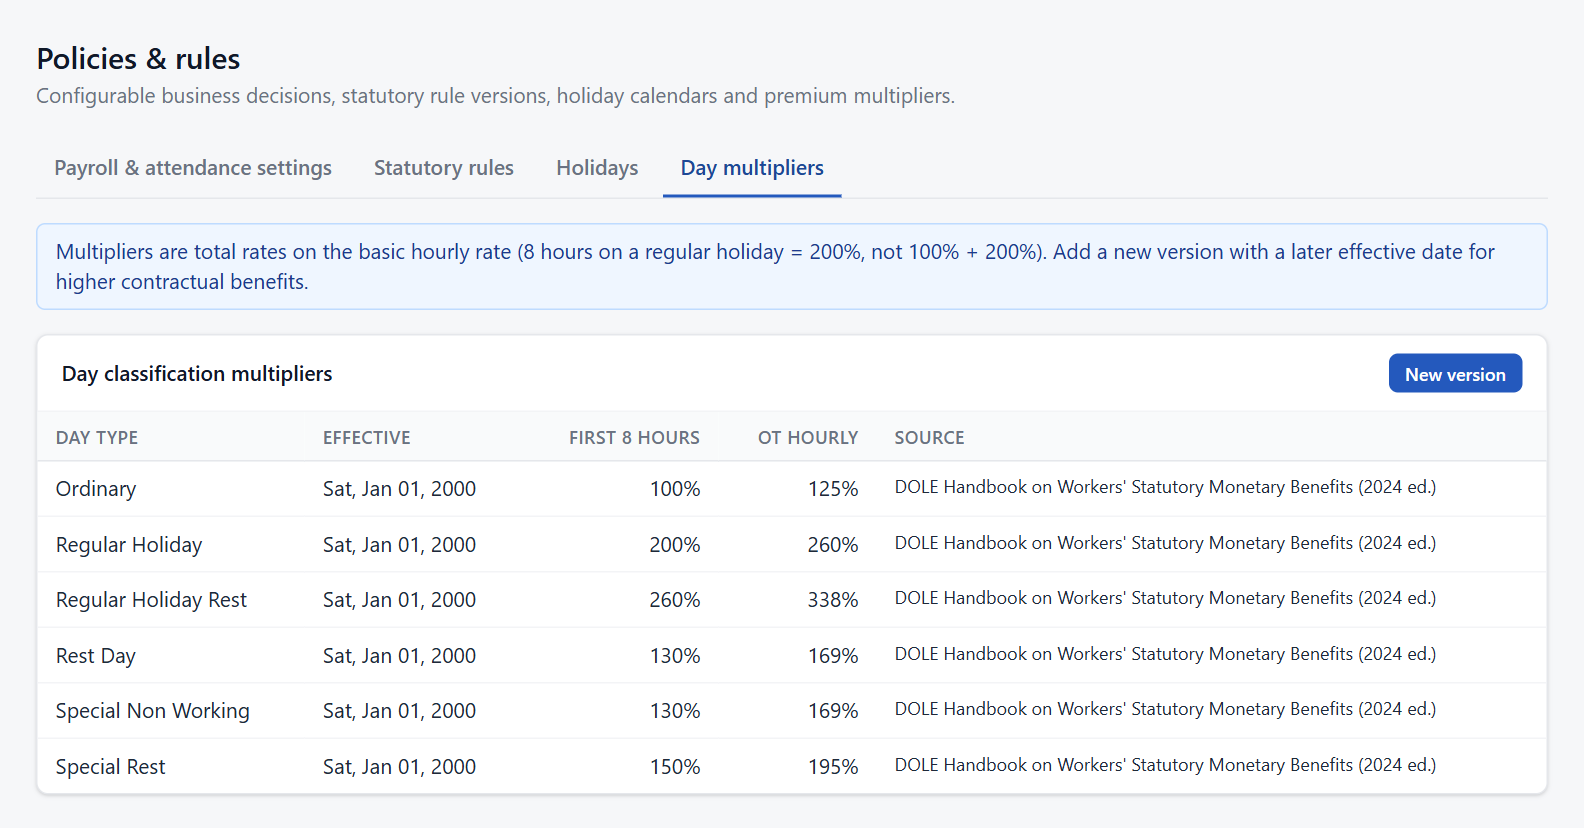 Policies & rules
Configurable business decisions, statutory rule versions, holiday calendars and premium multipliers.
Payroll & attendance settings Statutory rules Holidays Day multipliers
Multipliers are total rates on the basic hourly rate (8 hours on a regular holiday = 200%, not 100% + 200%). Add a new version with a later effective date for
higher contractual benefits.
Day classification multipliers New version
DAY TYPE EFFECTIVE FIRST 8 HOURS OT HOURLY SOURCE
Ordinary Sat, Jan 01, 2000 100% 125% DOLE Handbook on Workers' Statutory Monetary Benefits (2024 ed.)
Regular Holiday Sat, Jan 01, 2000 200% 260% DOLE Handbook on Workers' Statutory Monetary Benefits (2024 ed.)
Regular Holiday Rest Sat, Jan 01, 2000 260% 338% DOLE Handbook on Workers' Statutory Monetary Benefits (2024 ed.)
Rest Day Sat, Jan 01, 2000 130% 169% DOLE Handbook on Workers' Statutory Monetary Benefits (2024 ed.)
Special Non Working Sat, Jan 01, 2000 130% 169% DOLE Handbook on Workers' Statutory Monetary Benefits (2024 ed.)
Special Rest Sat, Jan 01, 2000 150% 195% DOLE Handbook on Workers' Statutory Monetary Benefits (2024 ed.)